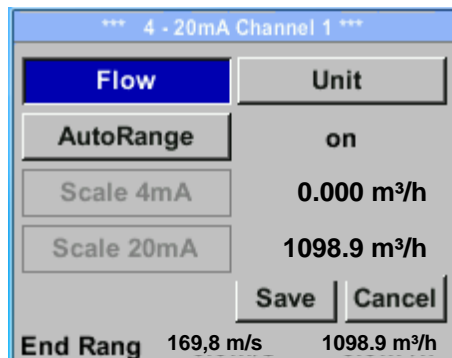 *** 4 - 20mA Channel 1 ***
Flow Unit
AutoRange on
Scale 4mA 0.000 m³/h
Scale 20mA 1098.9 m³/h
Save Cancel
End Rang 169,8 m/s 1098.9 m³/h